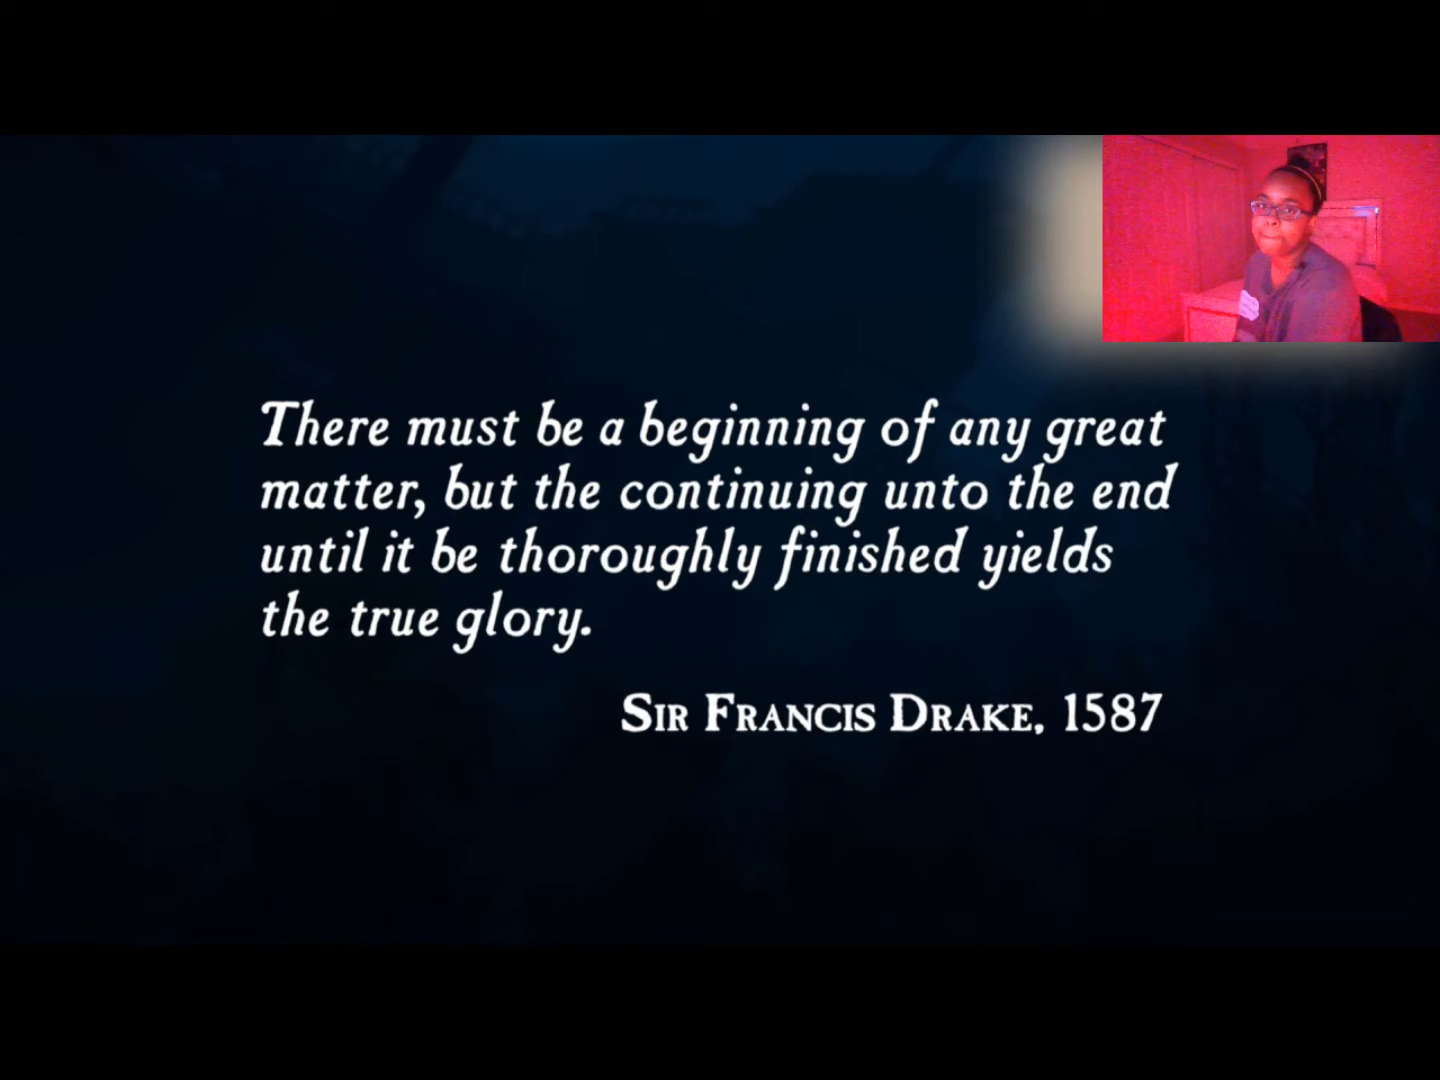 There must be a beginning of any great
matter, but the continuing unto the end
until it be thoroughly finished yields
the true glory.
Sir Francis Drake, 1587